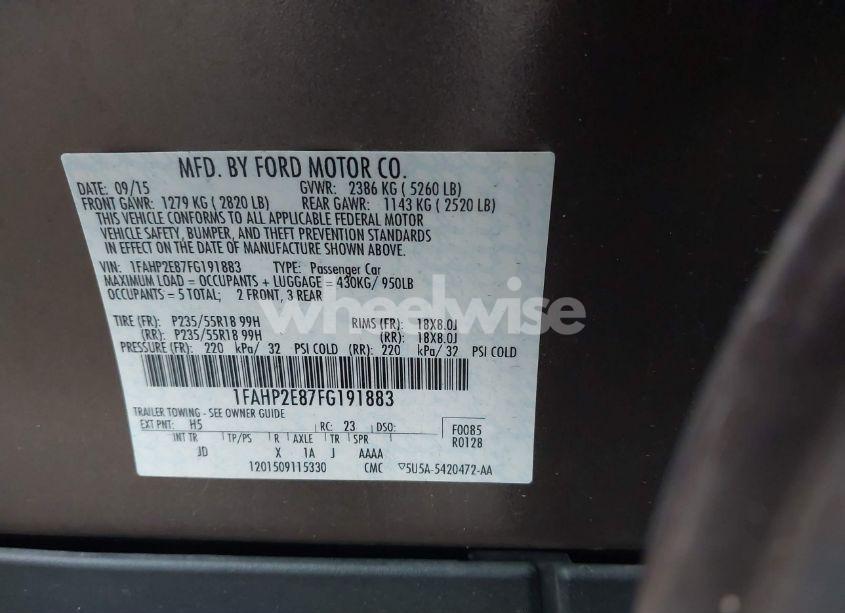 MFD. BY FORD MOTOR CO.
DATE: 09/15 GVWR: 2386 KG ( 5260 LB)
FRONT GAWR: 1279 KG ( 2820 LB) REAR GAWR: 1143 KG ( 2520 LB)
THIS VEHICLE CONFORMS TO ALL APPLICABLE FEDERAL MOTOR
VEHICLE SAFETY, BUMPER, AND THEFT PREVENTION STANDARDS
IN EFFECT ON THE DATE OF MANUFACTURE SHOWN ABOVE.
VIN: 1FAHP2E87FG191883 TYPE: Passenger Car
MAXIMUM LOAD = OCCUPANTS + LUGGAGE = 430KG/ 950LB
OCCUPANTS = 5 TOTAL; 2 FRONT, 3 REAR
wheelwise
TIRE (FR): P235/55R18 99H RIMS (FR): 18X8.0J
(RR): P235/55R18 99H (RR): 18X8.0J
PRESSURE (FR): 220 kPa/ 32 PSI COLD (RR): 220 kPa/ 32 PSI COLD
1FAHP2E87FG191883
TRAILER TOWING - SEE OWNER GUIDE
EXT PNT: H5 RC: 23 DSO: F0085
R0128
INT TR TP/PS R AXLE TR SPR
JD X 1A J AAAA
1201509115330 CMC ▽5U5A-5420472-AA